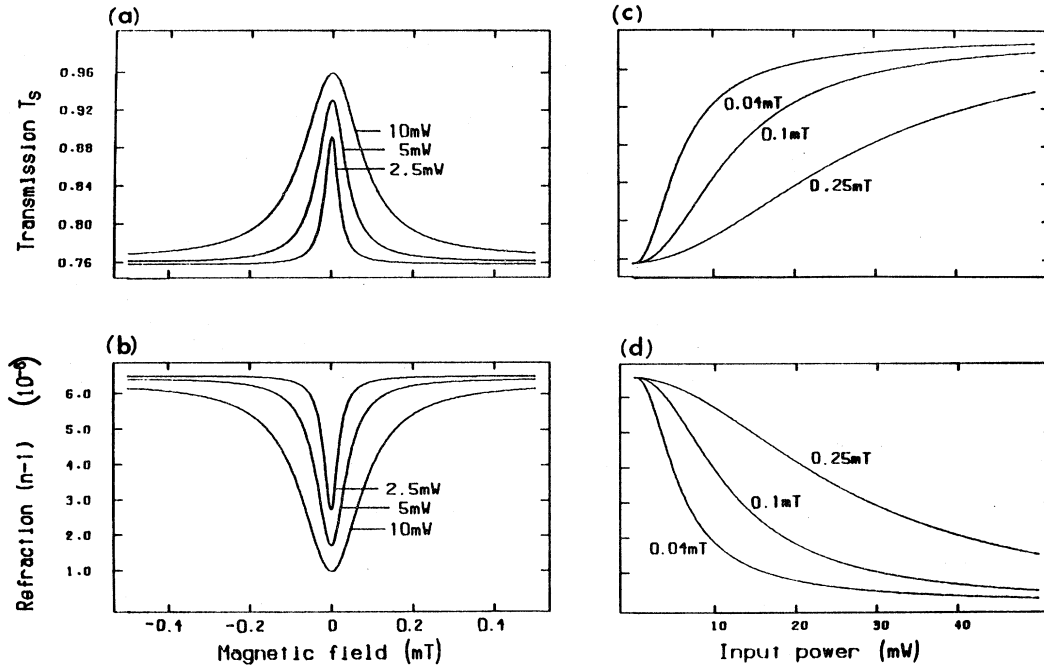 (a)
Transmission Ts
0.96
0.92
0.88
0.84
0.80
0.76
10mW
5mW
2.5mW
(c)
0.04mT
0.1mT
0.25mT
(b)
Refraction (n-1) (10⁻⁶)
6.0
5.0
4.0
3.0
2.0
1.0
2.5mW
5mW
10mW
-0.4 -0.2 0 0.2 0.4
Magnetic field (mT)
(d)
0.25mT
0.1mT
0.04mT
10 20 30 40
Input power (mW)